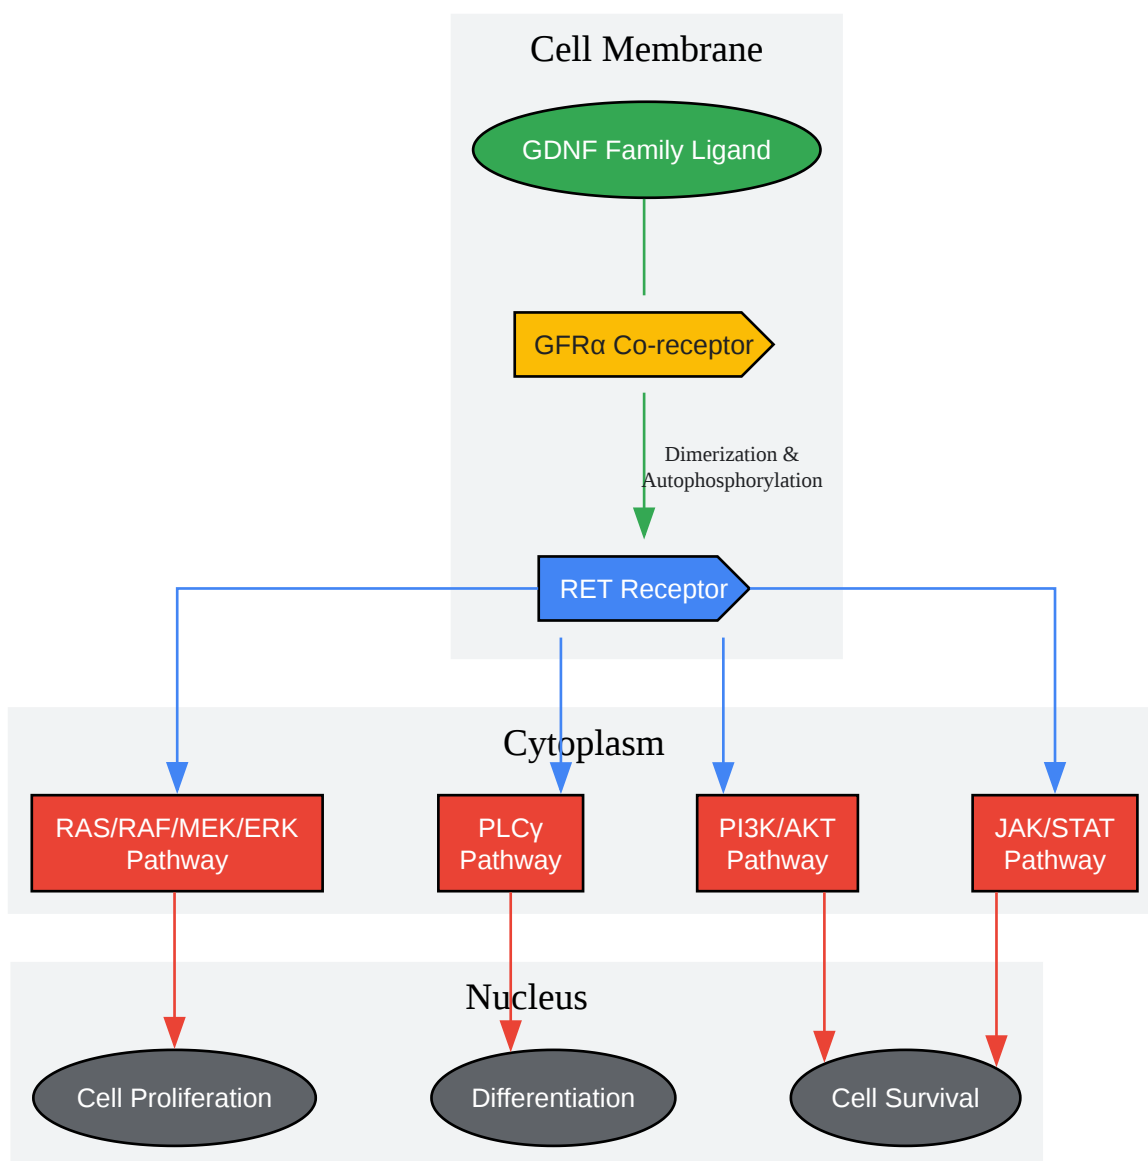 Cell Membrane
GDNF Family Ligand
GFRα Co-receptor
Dimerization &
Autophosphorylation
RET Receptor
Cytoplasm
RAS/RAF/MEK/ERK
Pathway
PLCγ
Pathway
PI3K/AKT
Pathway
JAK/STAT
Pathway
Nucleus
Cell Proliferation
Differentiation
Cell Survival